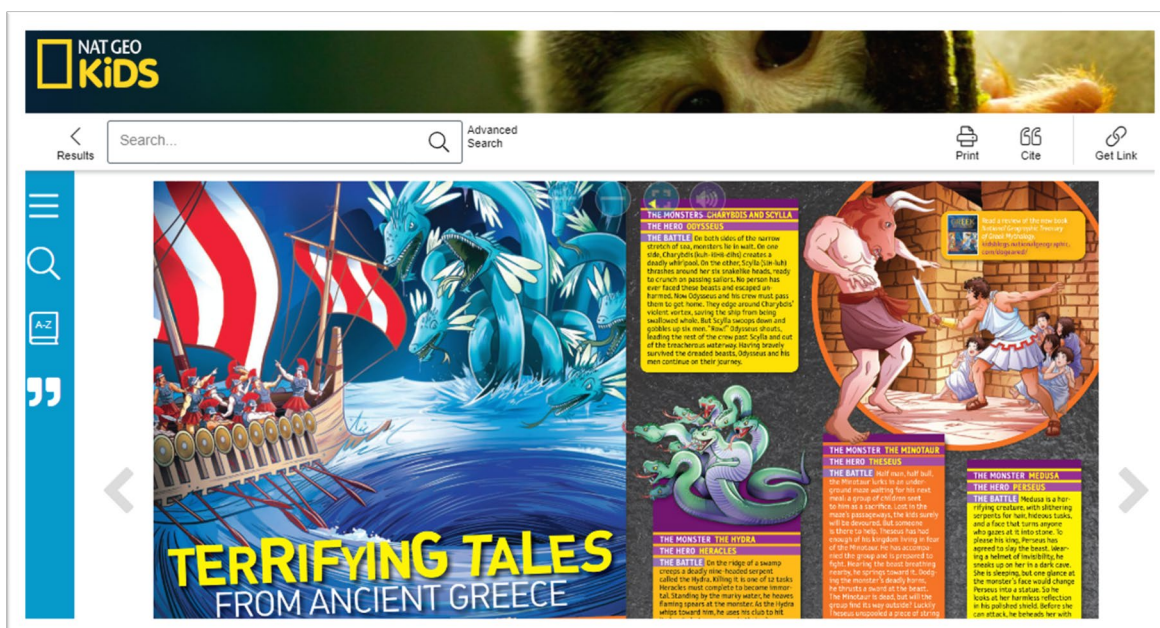 NAT GEO
KiDS
Results
Search...
Advanced
Search
Print
Cite
Get Link
A-Z
TERRIFYING TALES
FROM ANCIENT GREECE
THE MONSTERS CHARYBDIS AND SCYLLA
THE HERO ODYSSEUS
THE BATTLE On both sides of the narrow
stretch of sea, monsters lie in wait. On one
side, Charybdis (kuh-RIHB-dihs) creates a
deadly whirlpool. On the other, Scylla (SIH-luh)
thrashes around her six snakelike heads, ready
to crunch on passing sailors. No person has
ever faced these beasts and escaped un-
harmed. Now Odysseus and his crew must pass
them to get home. They edge around Charybdis'
violent vortex, saving the ship from being
swallowed whole. But Scylla swoops down and
gobbles up six men. "Row!" Odysseus shouts,
leading the rest of the crew past Scylla and out
of the treacherous waterway. Having bravely
survived the dreaded beasts, Odysseus and his
men continue on their journey.
Read a review of the new book
National Geographic Treasury
of Greek Mythology.
kidsblogs.nationalgeographic.
THE MONSTER THE HYDRA
THE HERO HERACLES
THE BATTLE On the ridge of a swamp
creeps a deadly nine-headed serpent
called the Hydra. Killing it is one of 12 tasks
Heracles must complete to become immor-
tal. Standing by the murky water, he heaves
flaming spears at the monster. As the Hydra
whips toward him, he uses his club to hit
THE MONSTER THE MINOTAUR
THE HERO THESEUS
THE BATTLE Half man, half bull,
the Minotaur lurks in an under-
ground maze waiting for his next
meal: a group of children sent
to him as a sacrifice. Lost in the
maze's passageways, the kids surely
will be devoured. But someone
is there to help. Theseus has had
enough of his kingdom living in fear
of the Minotaur. He has accompa-
nied the group and is prepared to
fight. Hearing the beast breathing
nearby, he springs toward it. Dodg-
ing the monster's deadly horns,
he thrusts a sword at the beast.
The Minotaur is dead, but will the
group find its way outside? Luckily
Theseus unspooled a piece of string
THE MONSTER MEDUSA
THE HERO PERSEUS
THE BATTLE Medusa is a hor-
rifying creature, with slithering
serpents for hair, hideous tusks,
and a face that turns anyone
who gazes at it into stone. To
please his king, Perseus has
agreed to slay the beast. Wear-
ing a helmet of invisibility, he
sneaks up on her in a dark cave.
She is sleeping, but one glance at
the monster's face would change
Perseus into a statue. So he
looks at her harmless reflection
in his polished shield. Before she
can attack, he beheads her with